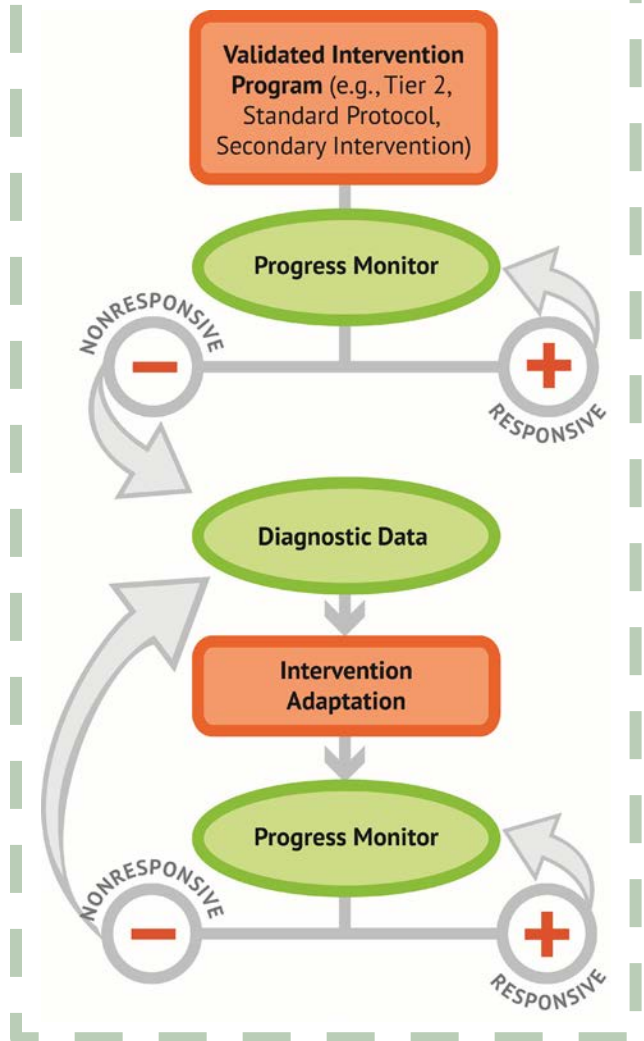 Validated Intervention
Program (e.g., Tier 2,
Standard Protocol,
Secondary Intervention)
Progress Monitor
NONRESPONSIVE
RESPONSIVE
Diagnostic Data
Intervention
Adaptation
Progress Monitor
NONRESPONSIVE
RESPONSIVE